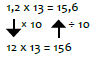 1,2 x 13 = 15,6
x 10 ÷ 10
12 x 13 = 156